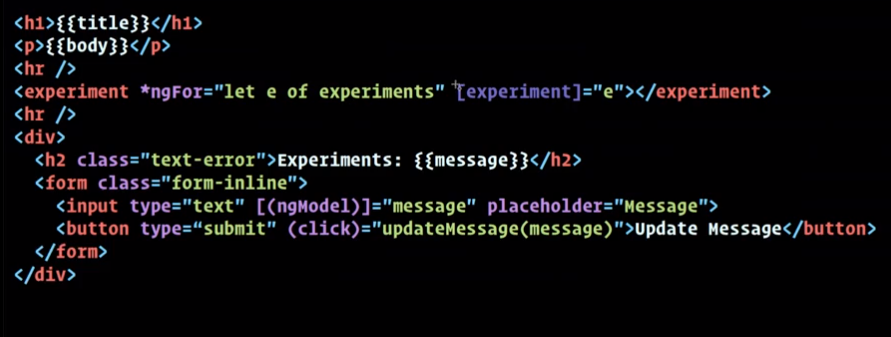 <h1>{{title}}</h1>
<p>{{body}}</p>
<hr />
<experiment *ngFor="let e of experiments" [experiment]="e"></experiment>
<hr />
<div>
  <h2 class="text-error">Experiments: {{message}}</h2>
  <form class="form-inline">
    <input type="text" [(ngModel)]="message" placeholder="Message">
    <button type=“submit" (click)="updateMessage(message)">Update Message</button>
  </form>
</div>